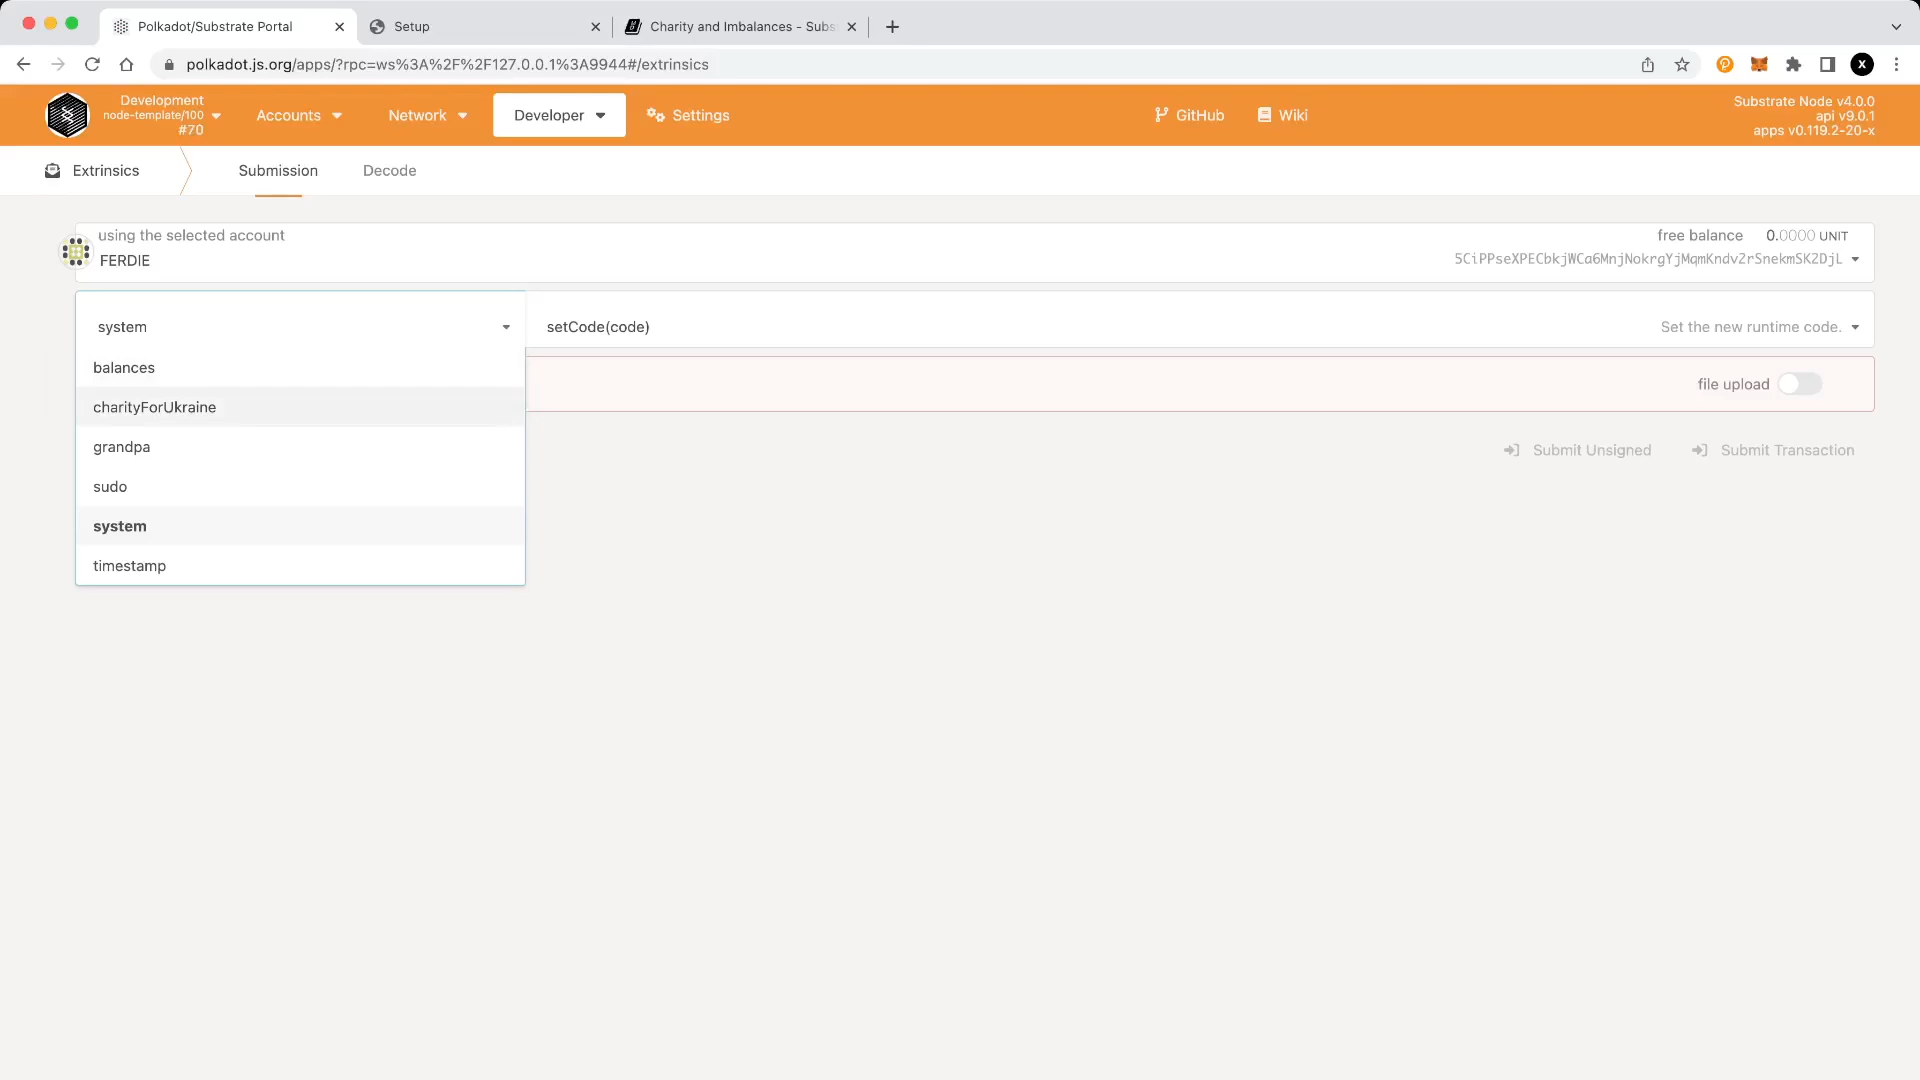 Polkadot/Substrate Portal
Setup
Charity and Imbalances - Subs
polkadot.js.org/apps/?rpc=ws%3A%2F%2F127.0.0.1%3A9944#/extrinsics
X
Development
node-template/100
#70
Accounts
Network
Developer
Settings
GitHub
Wiki
Substrate Node v4.0.0
api v9.0.1
apps v0.119.2-20-x
Extrinsics
Submission
Decode
using the selected account
FERDIE
free balance 0.0000 UNIT
5CiPPseXPECbkjWCa6MnjNokrgYjMqmKndv2rSnekmSK2DjL
system
setCode(code)
Set the new runtime code.
balances
charityForUkraine
grandpa
sudo
system
timestamp
file upload
Submit Unsigned
Submit Transaction